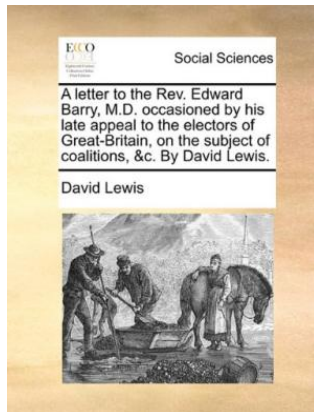 ECCO
Social Sciences
A letter to the Rev. Edward
Barry, M.D. occasioned by his
late appeal to the electors of
Great-Britain, on the subject of
coalitions, &c. By David Lewis.
David Lewis